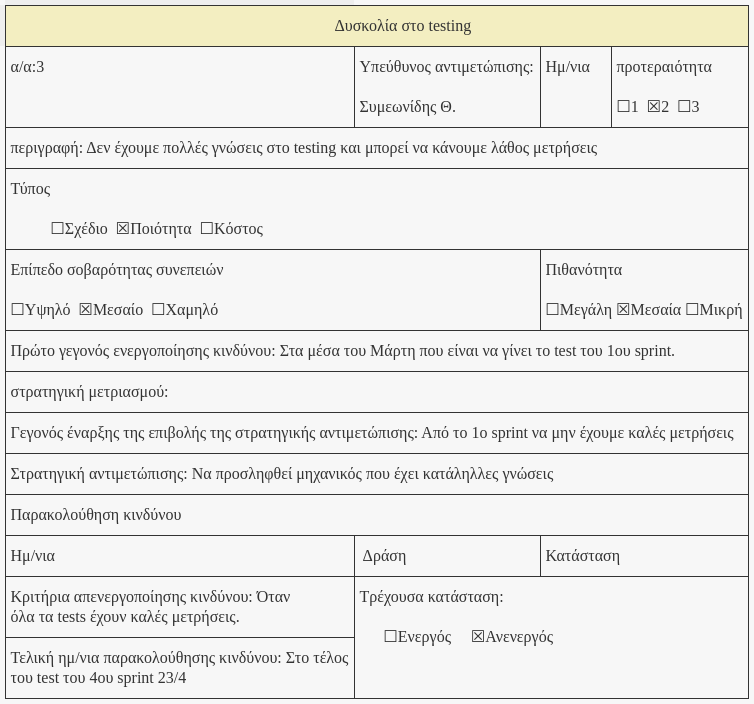 Δυσκολία στο testing
α/α:3
Υπεύθυνος αντιμετώπισης:
Συμεωνίδης Θ.
Ημ/νια
προτεραιότητα
☐1 ☒2 ☐3
περιγραφή: Δεν έχουμε πολλές γνώσεις στο testing και μπορεί να κάνουμε λάθος μετρήσεις
Τύπος
☐Σχέδιο ☒Ποιότητα ☐Κόστος
Επίπεδο σοβαρότητας συνεπειών
☐Υψηλό ☒Μεσαίο ☐Χαμηλό
Πιθανότητα
☐Μεγάλη ☒Μεσαία ☐Μικρή
Πρώτο γεγονός ενεργοποίησης κινδύνου: Στα μέσα του Μάρτη που είναι να γίνει το test του 1ου sprint.
στρατηγική μετριασμού:
Γεγονός έναρξης της επιβολής της στρατηγικής αντιμετώπισης: Από το 1ο sprint να μην έχουμε καλές μετρήσεις
Στρατηγική αντιμετώπισης: Να προσληφθεί μηχανικός που έχει κατάληλλες γνώσεις
Παρακολούθηση κινδύνου
Ημ/νια
Δράση
Κατάσταση
Κριτήρια απενεργοποίησης κινδύνου: Όταν
όλα τα tests έχουν καλές μετρήσεις.
Τρέχουσα κατάσταση:
☐Ενεργός ☒Ανενεργός
Τελική ημ/νια παρακολούθησης κινδύνου: Στο τέλος
του test του 4ου sprint 23/4